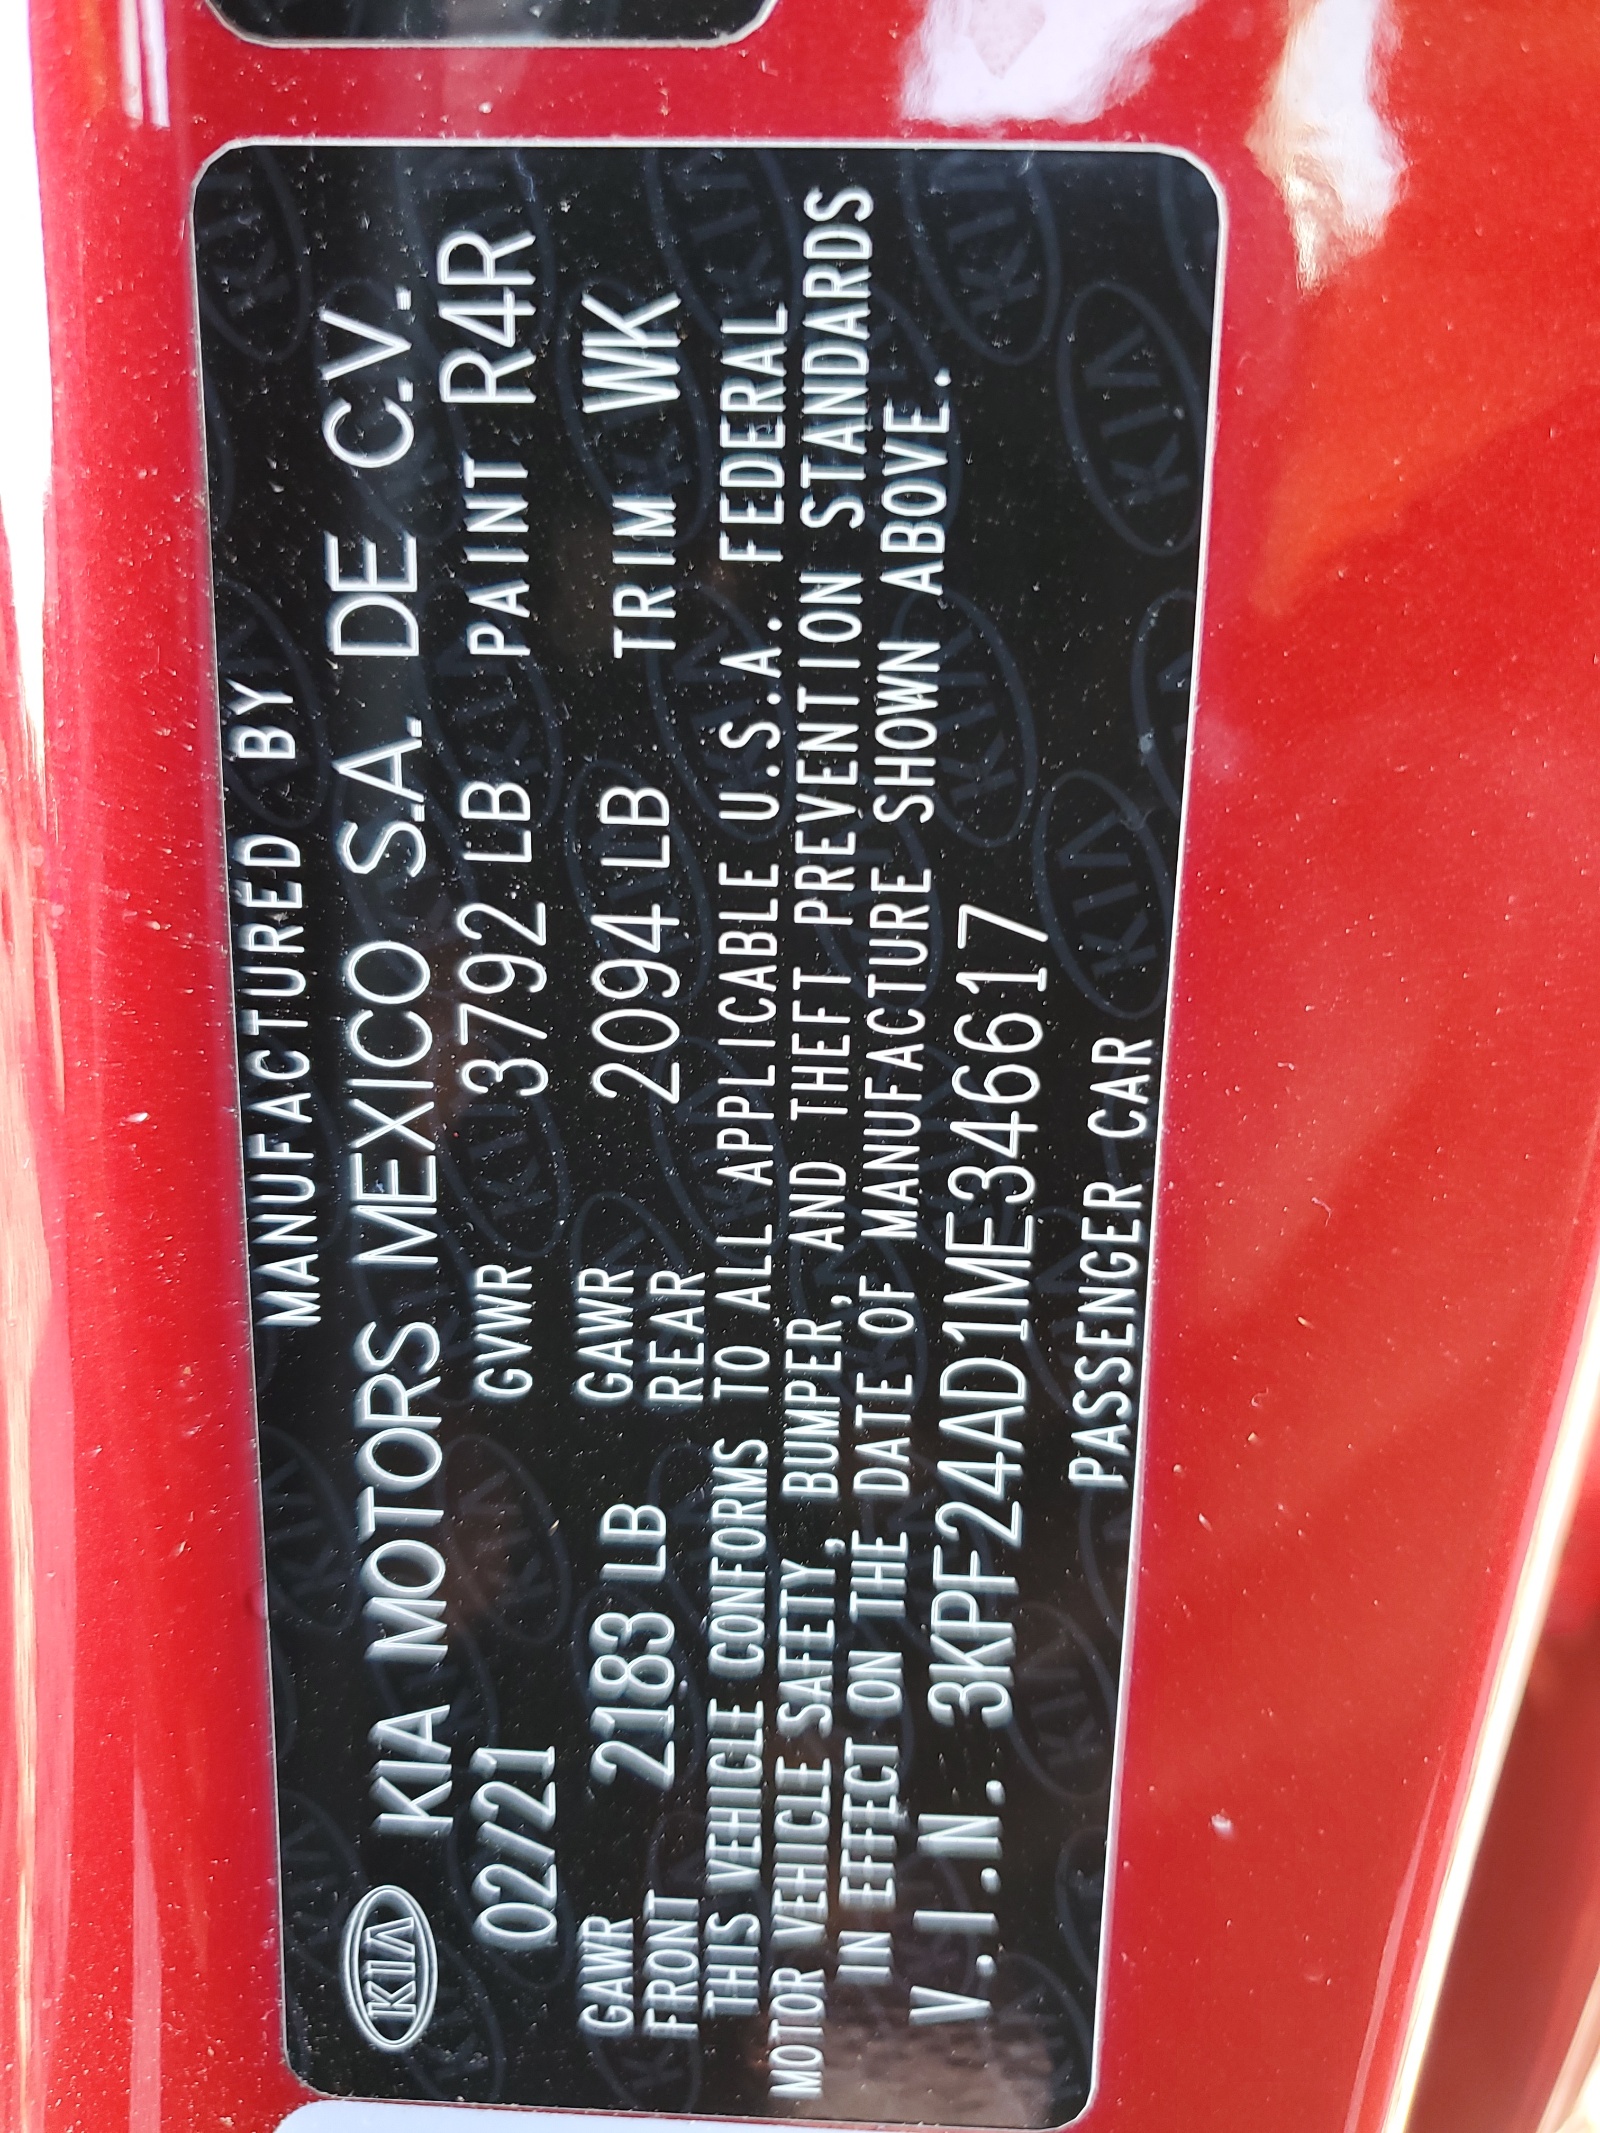 MANUFACTURED BY
KIA KIA MOTORS MEXICO S.A. DE C.V.
02/21 GVWR 3792 LB PAINT R4R
GAWR FRONT 2183 LB GAWR REAR 2094 LB TRIM WK
THIS VEHICLE CONFORMS TO ALL APPLICABLE U.S.A. FEDERAL
MOTOR VEHICLE SAFETY, BUMPER, AND THEFT PREVENTION STANDARDS
IN EFFECT ON THE DATE OF MANUFACTURE SHOWN ABOVE.
V.I.N. 3KPF24AD1ME346617
PASSENGER CAR